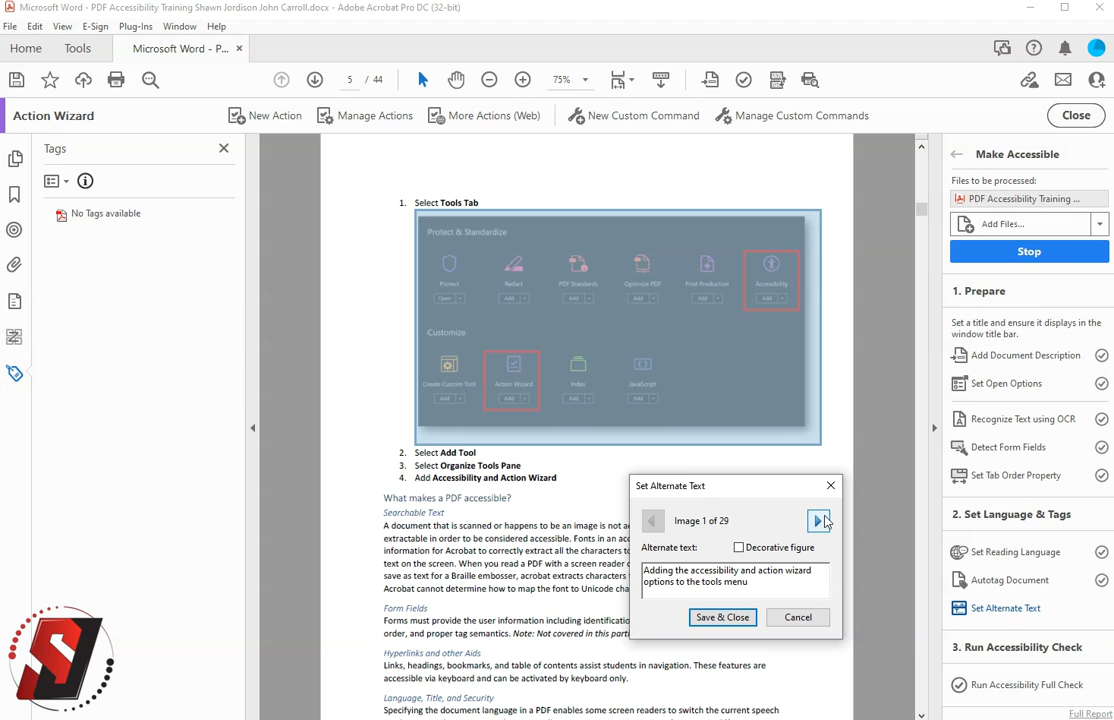 Microsoft Word - PDF Accessibility Training Shawn Jordison John Carroll.docx - Adobe Acrobat Pro DC (32-bit)
File Edit View E-Sign Plug-Ins Window Help
Home Tools Microsoft Word - P... ×
5 / 44 75%
Action Wizard New Action Manage Actions More Actions (Web) New Custom Command Manage Custom Commands Close
Tags
No Tags available
1. Select Tools Tab
Protect & Standardize
Protect Redact PDF Standards Optimize PDF Print Production Accessibility
Open Add Add Add Add Add
Customize
Create Custom Tool Action Wizard Index JavaScript
Add Add Add Add
2. Select Add Tool
3. Select Organize Tools Pane
4. Add Accessibility and Action Wizard
What makes a PDF accessible?
Searchable Text
A document that is scanned or happens to be an image is not ac
extractable in order to be considered accessible. Fonts in an acc
information for Acrobat to correctly extract all the characters to
text on the screen. When you read a PDF with a screen reader o
save as text for a Braille embosser, acrobat extracts characters
Acrobat cannot determine how to map the font to Unicode cha
Form Fields
Forms must provide the user information including identificatio
order, and proper tag semantics. Note: Not covered in this parti
Hyperlinks and other Aids
Links, headings, bookmarks, and table of contents assist students in navigation. These features are
accessible via keyboard and can be activated by keyboard only.
Language, Title, and Security
Specifying the document language in a PDF enables some screen readers to switch the current speech
Set Alternate Text
Image 1 of 29
Alternate text: Decorative figure
Adding the accessibility and action wizard
options to the tools menu
Save & Close Cancel
Make Accessible
Files to be processed:
PDF Accessibility Training ...
Add Files...
Stop
1. Prepare
Set a title and ensure it displays in the
window title bar.
Add Document Description
Set Open Options
Recognize Text using OCR
Detect Form Fields
Set Tab Order Property
2. Set Language & Tags
Set Reading Language
Autotag Document
Set Alternate Text
3. Run Accessibility Check
Run Accessibility Full Check
Full Report